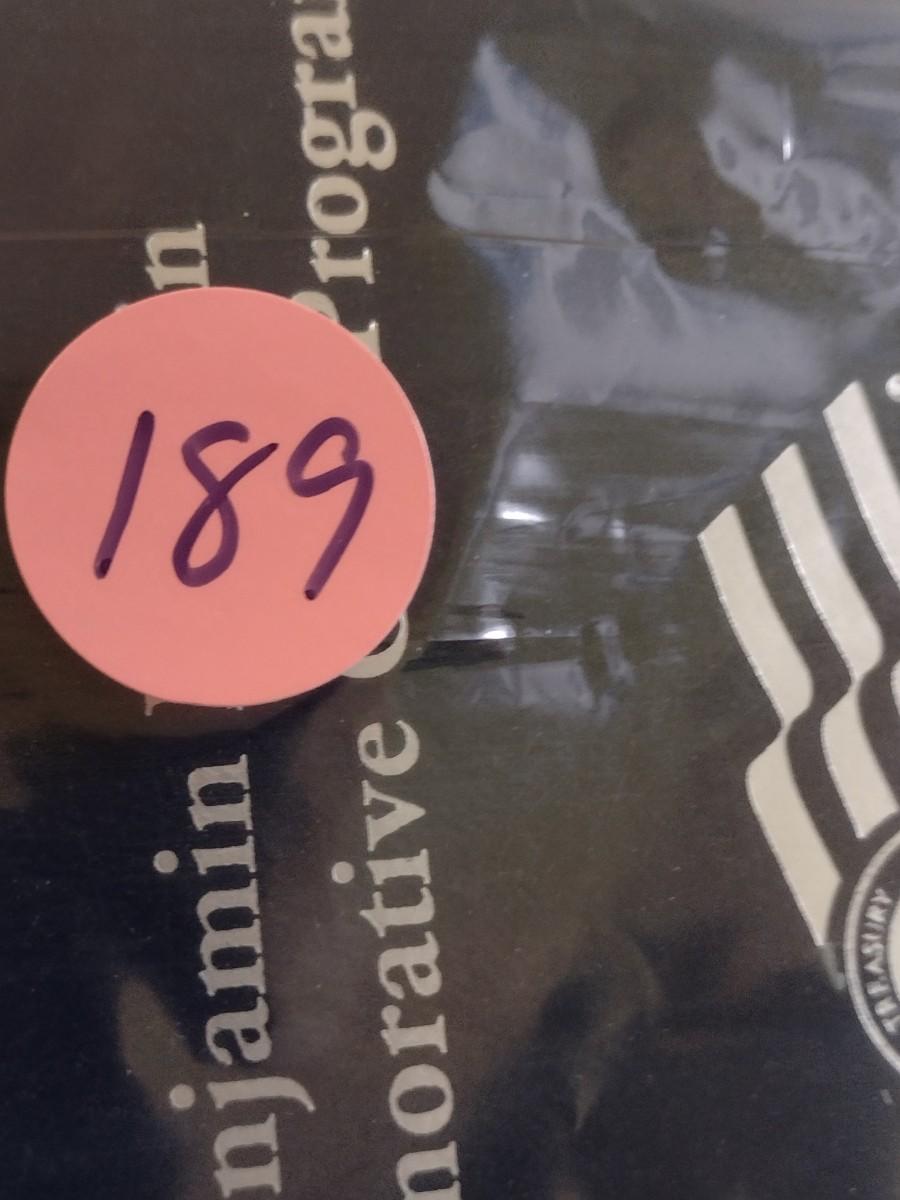 189
njamin
n
norative
Progra
TREASURY